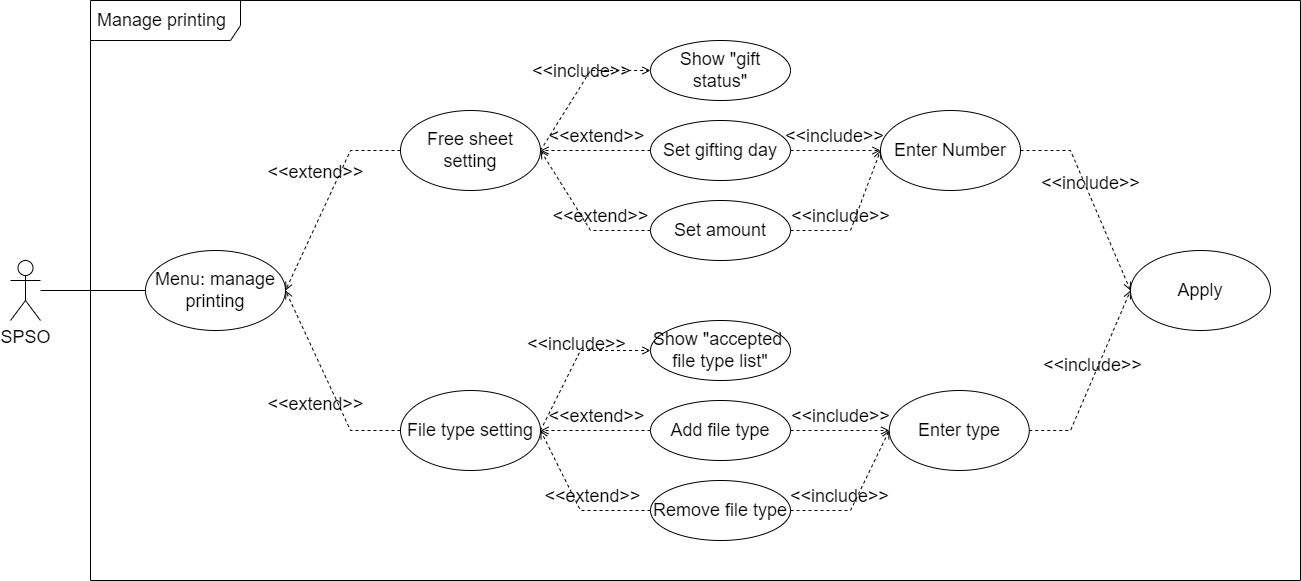 Manage printing
<<include>>
Show "gift
status"
Free sheet
setting
<<extend>>
Set gifting day
<<include>>
Enter Number
<<extend>>
<<include>>
<<extend>>
Set amount
<<include>>
Menu: manage
printing
Apply
SPSO
<<include>>
Show "accepted
file type list"
<<include>>
<<extend>>
File type setting
<<extend>>
Add file type
<<include>>
Enter type
<<extend>>
Remove file type
<<include>>